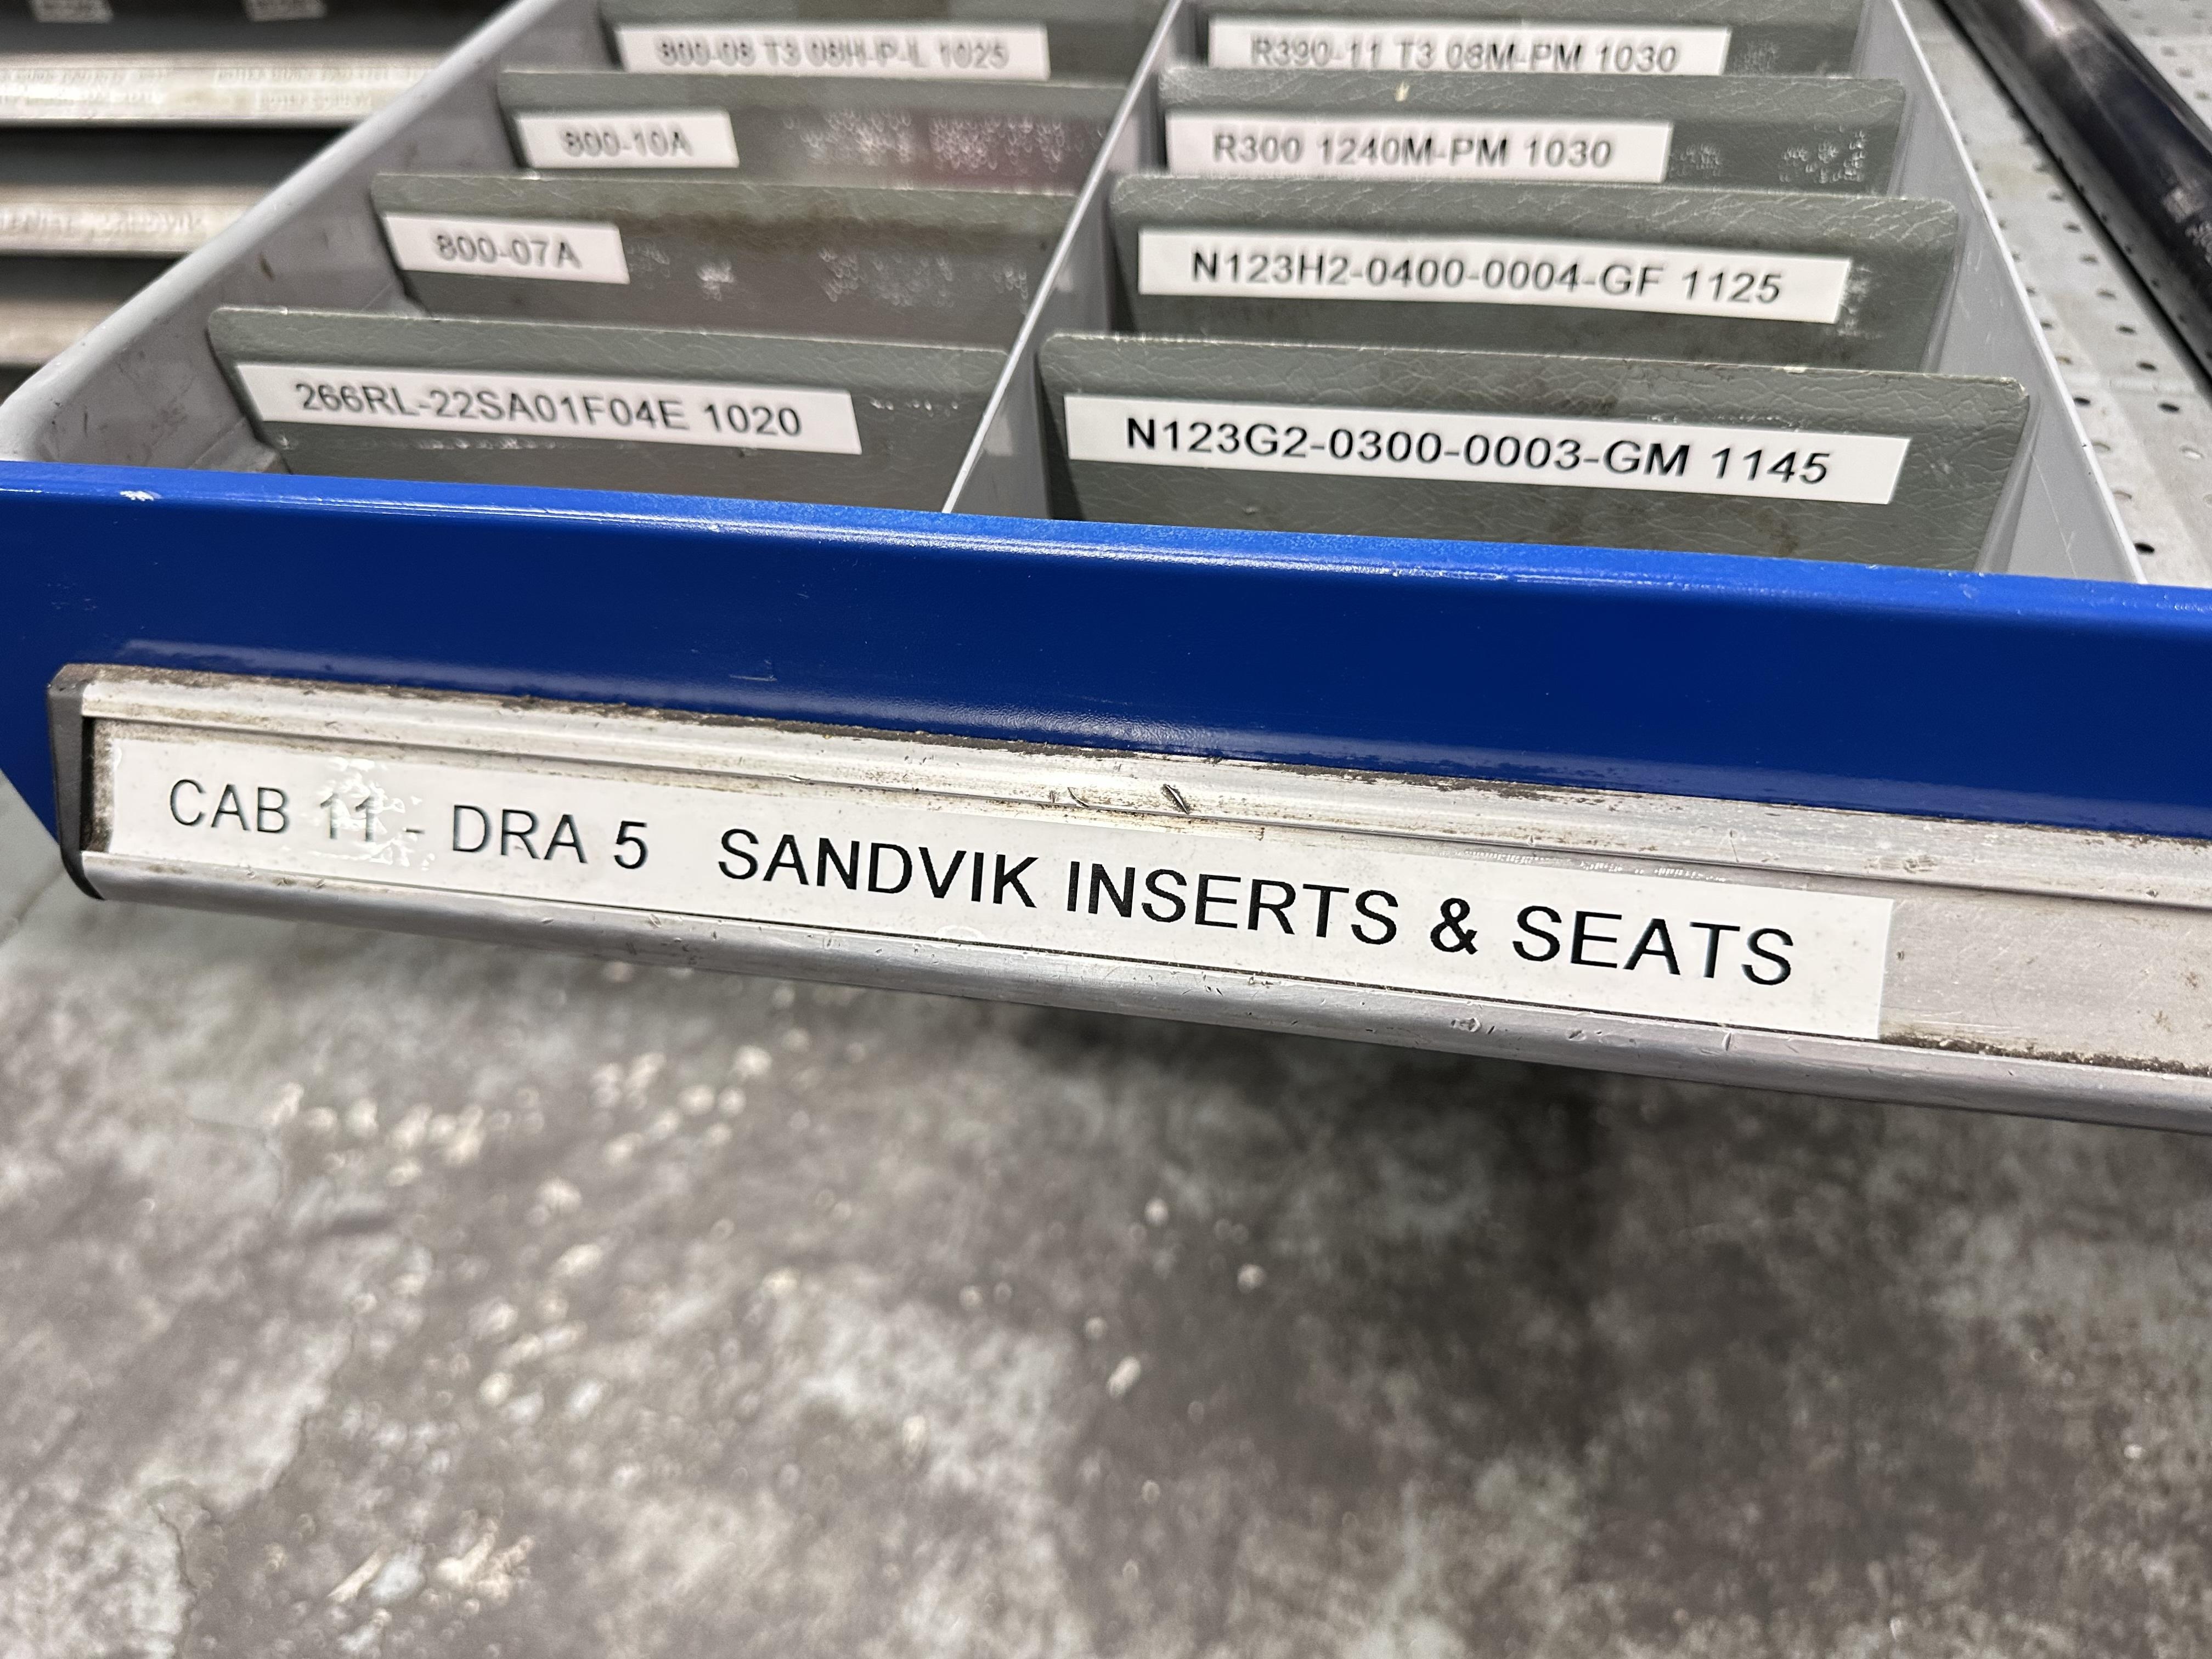 800-08 T3 08H-P-L 1025
R390-11 T3 08M-PM 1030
800-10A
R300 1240M-PM 1030
800-07A
N123H2-0400-0004-GF 1125
266RL-22SA01F04E 1020
N123G2-0300-0003-GM 1145
CAB 11 - DRA 5 SANDVIK INSERTS & SEATS